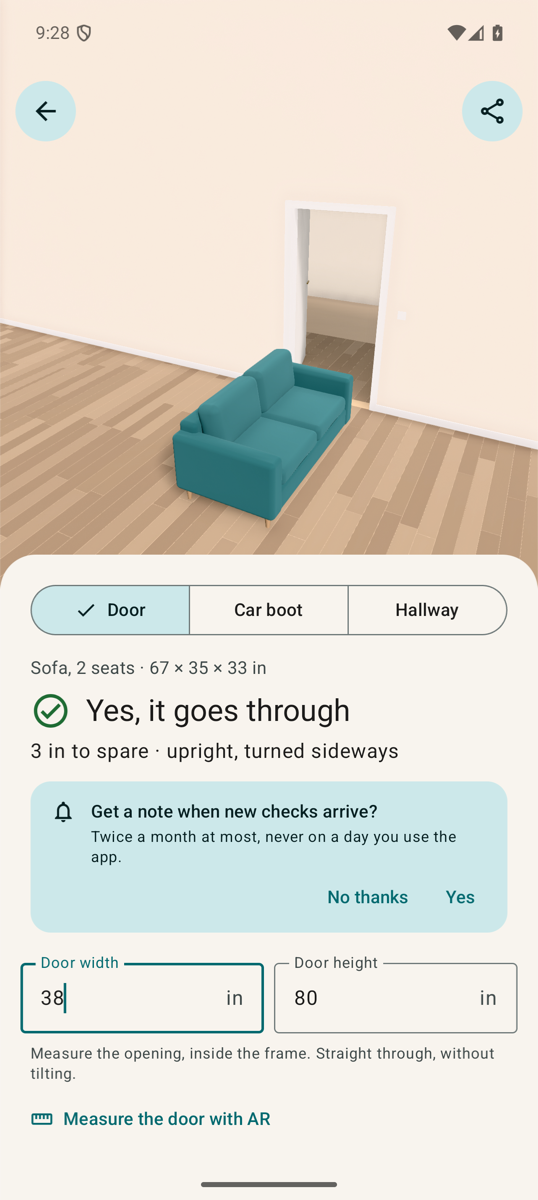 9:28
Door
Car boot
Hallway
Sofa, 2 seats · 67 × 35 × 33 in
Yes, it goes through
3 in to spare · upright, turned sideways
Get a note when new checks arrive?
Twice a month at most, never on a day you use the
app.
No thanks
Yes
Door width
Door height
38 in
80 in
Measure the opening, inside the frame. Straight through, without
tilting.
Measure the door with AR